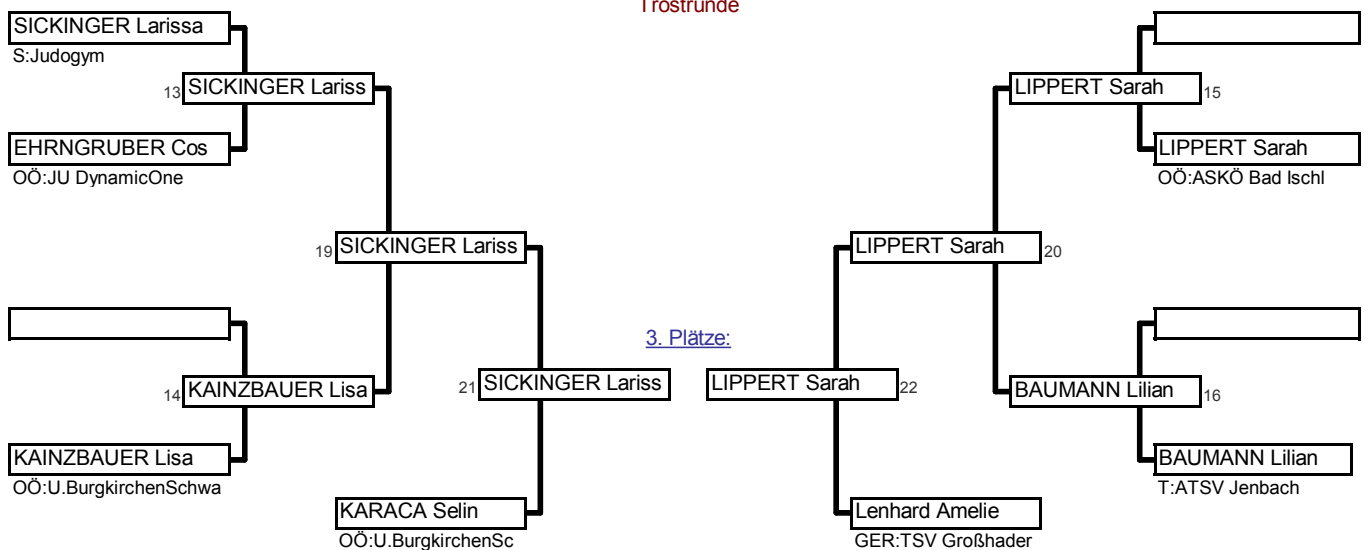 Trostrunde
SICKINGER Larissa
S:Judogym
13 SICKINGER Lariss
LIPPERT Sarah 15
EHRNGRUBER Cos
OÖ:JU DynamicOne
LIPPERT Sarah
OÖ:ASKÖ Bad Ischl
19 SICKINGER Lariss
LIPPERT Sarah 20
3. Plätze:
14 KAINZBAUER Lisa
21 SICKINGER Lariss
LIPPERT Sarah 22
BAUMANN Lilian 16
KAINZBAUER Lisa
OÖ:U.BurgkirchenSchwa
BAUMANN Lilian
T:ATSV Jenbach
KARACA Selin
OÖ:U.BurgkirchenSc
Lenhard Amelie
GER:TSV Großhader